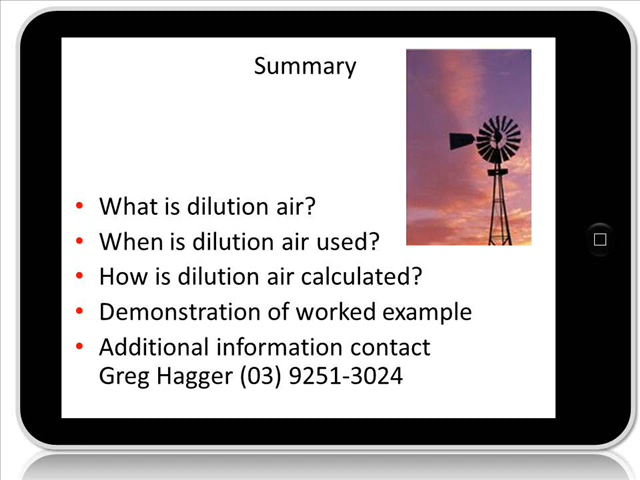 Summary
• What is dilution air?
• When is dilution air used?
• How is dilution air calculated?
• Demonstration of worked example
• Additional information contact
Greg Hagger (03) 9251-3024